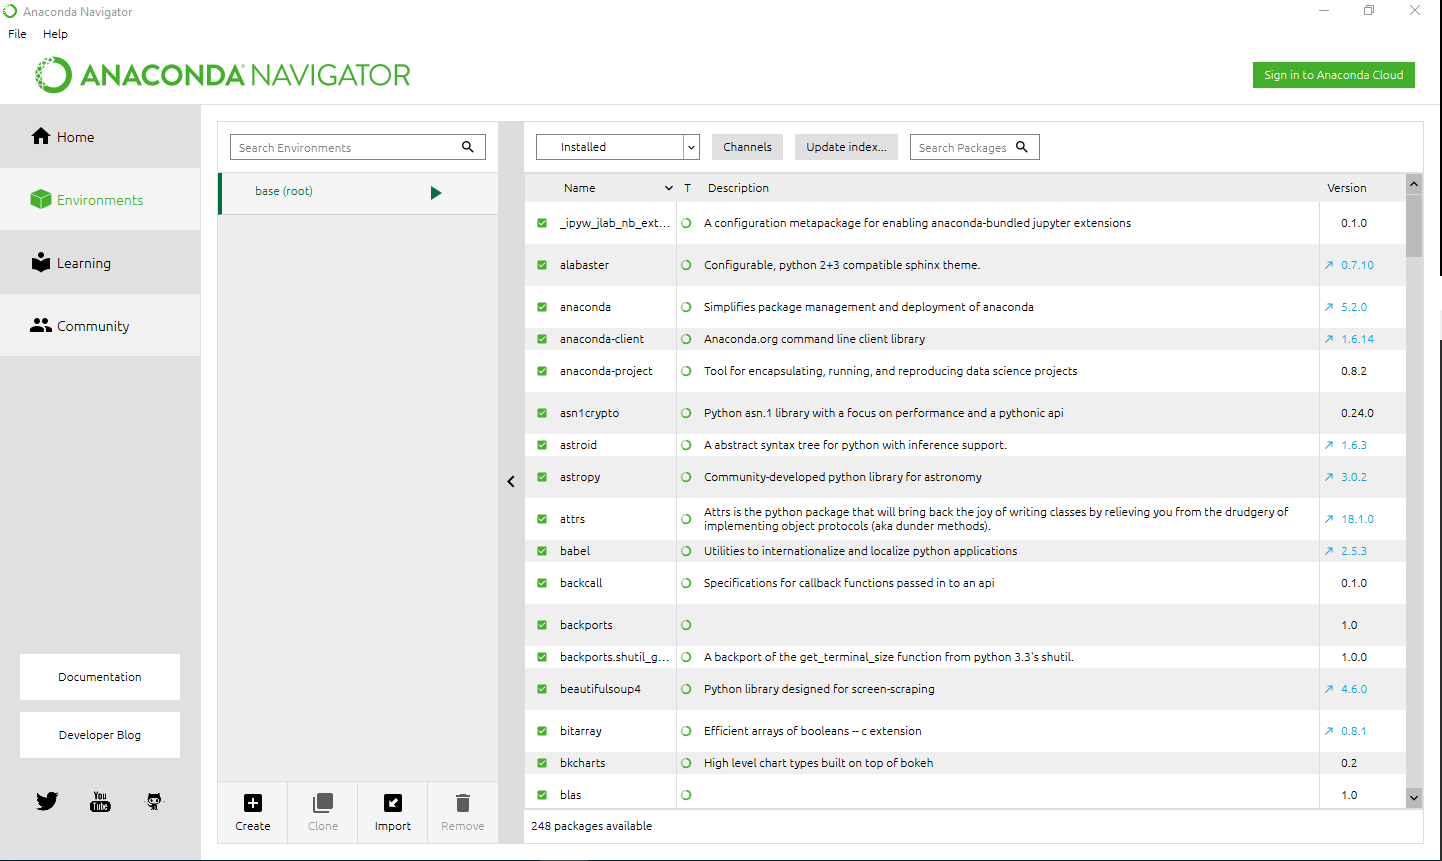 Anaconda Navigator
File Help
ANACONDA NAVIGATOR
Sign in to Anaconda Cloud
Home
Environments
Learning
Community
Documentation
Developer Blog
You
Tube
Search Environments
base (root)
Create Clone Import Remove
Installed Channels Update index... Search Packages
Name T Description Version
_ipyw_jlab_nb_ext... A configuration metapackage for enabling anaconda-bundled jupyter extensions 0.1.0
alabaster Configurable, python 2+3 compatible sphinx theme. 0.7.10
anaconda Simplifies package management and deployment of anaconda 5.2.0
anaconda-client Anaconda.org command line client library 1.6.14
anaconda-project Tool for encapsulating, running, and reproducing data science projects 0.8.2
asn1crypto Python asn.1 library with a focus on performance and a pythonic api 0.24.0
astroid A abstract syntax tree for python with inference support. 1.6.3
astropy Community-developed python library for astronomy 3.0.2
attrs Attrs is the python package that will bring back the joy of writing classes by relieving you from the drudgery of
implementing object protocols (aka dunder methods). 18.1.0
babel Utilities to internationalize and localize python applications 2.5.3
backcall Specifications for callback functions passed in to an api 0.1.0
backports 1.0
backports.shutil_g... A backport of the get_terminal_size function from python 3.3's shutil. 1.0.0
beautifulsoup4 Python library designed for screen-scraping 4.6.0
bitarray Efficient arrays of booleans -- c extension 0.8.1
bkcharts High level chart types built on top of bokeh 0.2
blas 1.0
248 packages available